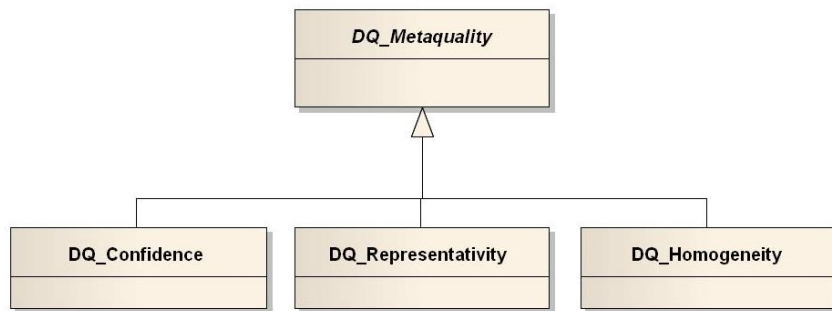 DQ_Metaquality
DQ_Confidence
DQ_Representativity
DQ_Homogeneity